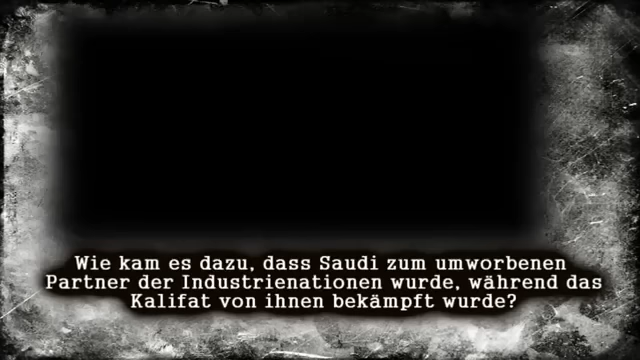 Wie kam es dazu, dass Saudi zum umworbenen
Partner der Industrienationen wurde, während das
Kalifat von ihnen bekämpft wurde?